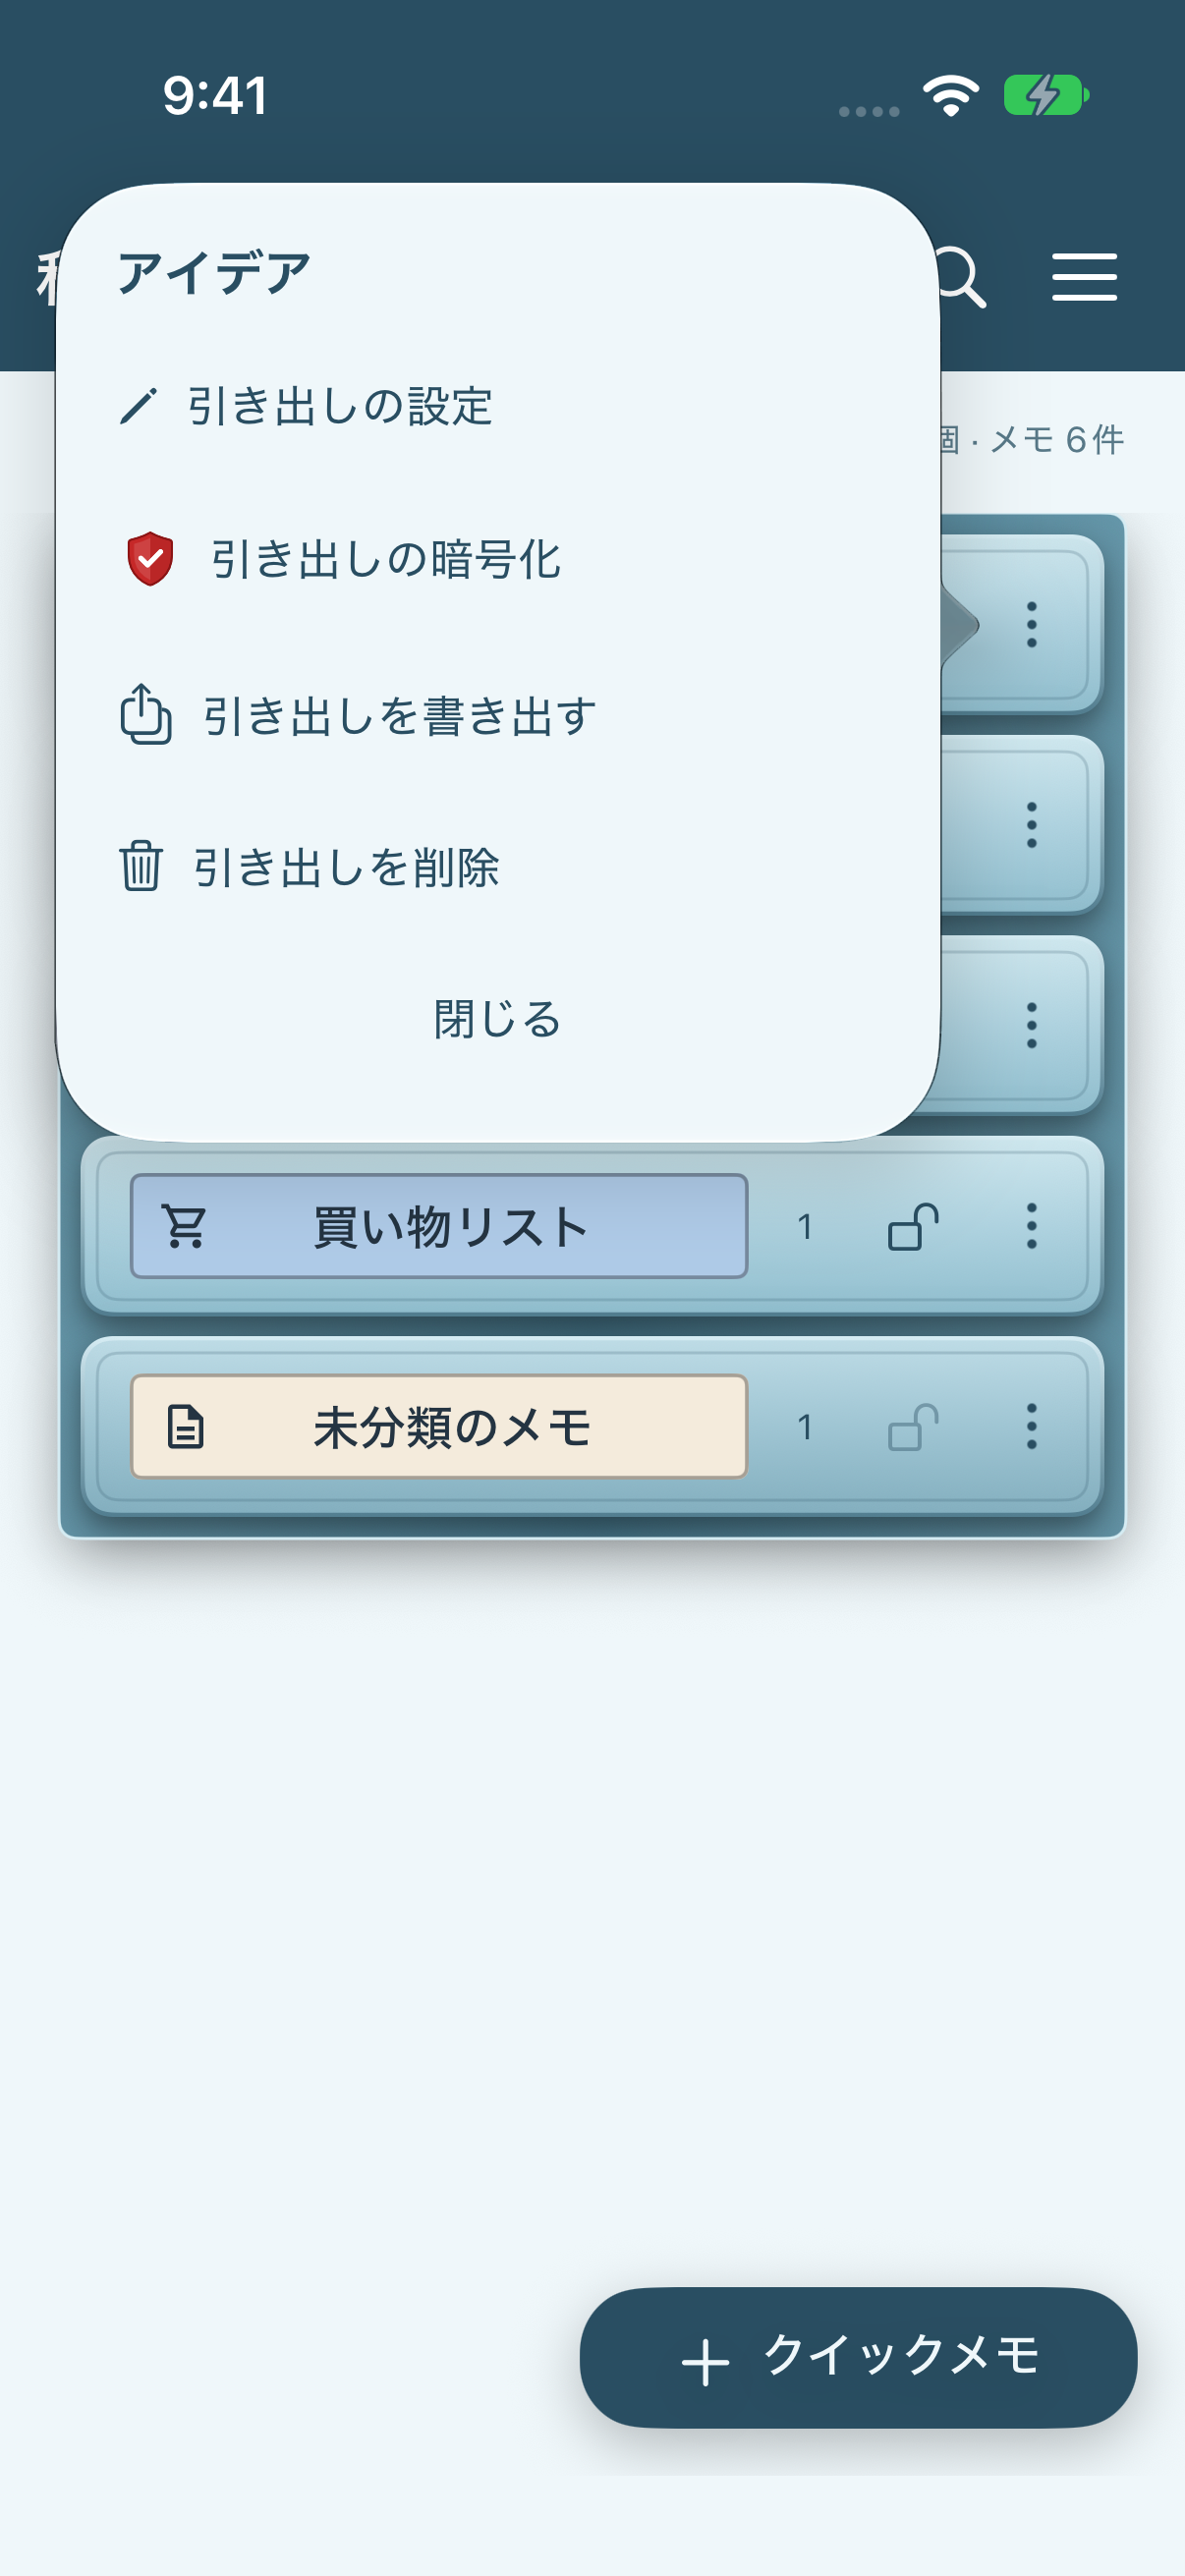 9:41
アイデア
引き出しの設定
個 · メモ 6件
引き出しの暗号化
引き出しを書き出す
引き出しを削除
閉じる
買い物リスト 1
未分類のメモ 1
クイックメモ